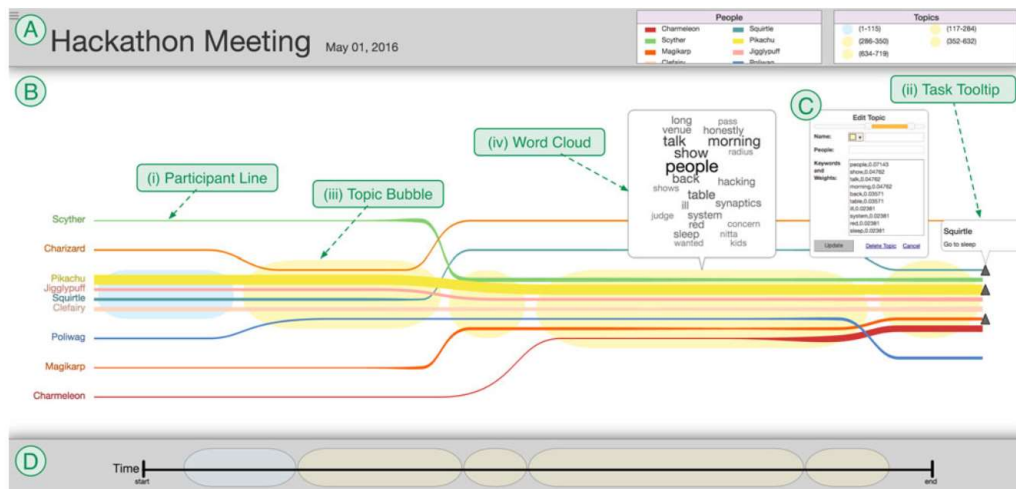 A
Hackathon Meeting May 01, 2016
People
Charmeleon Squirtle
Scyther Pikachu
Magikarp Jigglypuff
Clefairy Poliwag
Topics
(1-115) (117-284)
(286-350) (352-632)
(634-719)
B
(i) Participant Line
(iii) Topic Bubble
(iv) Word Cloud
long pass
venue honestly
talk morning
show radius
people
back hacking
shows table
ill synaptics
judge system
red concern
sleep nitta
wanted kids
C
Edit Topic
Name:
People:
Keywords and Weights:
people,0.07143
show,0.04762
talk,0.04762
morning,0.04762
back,0.03571
table,0.03571
ill,0.02381
system,0.02381
red,0.02381
sleep,0.02381
Update Delete Topic Cancel
(ii) Task Tooltip
Squirtle
Go to sleep
Scyther
Charizard
Pikachu
Jigglypuff
Squirtle
Clefairy
Poliwag
Magikarp
Charmeleon
D
Time
start end